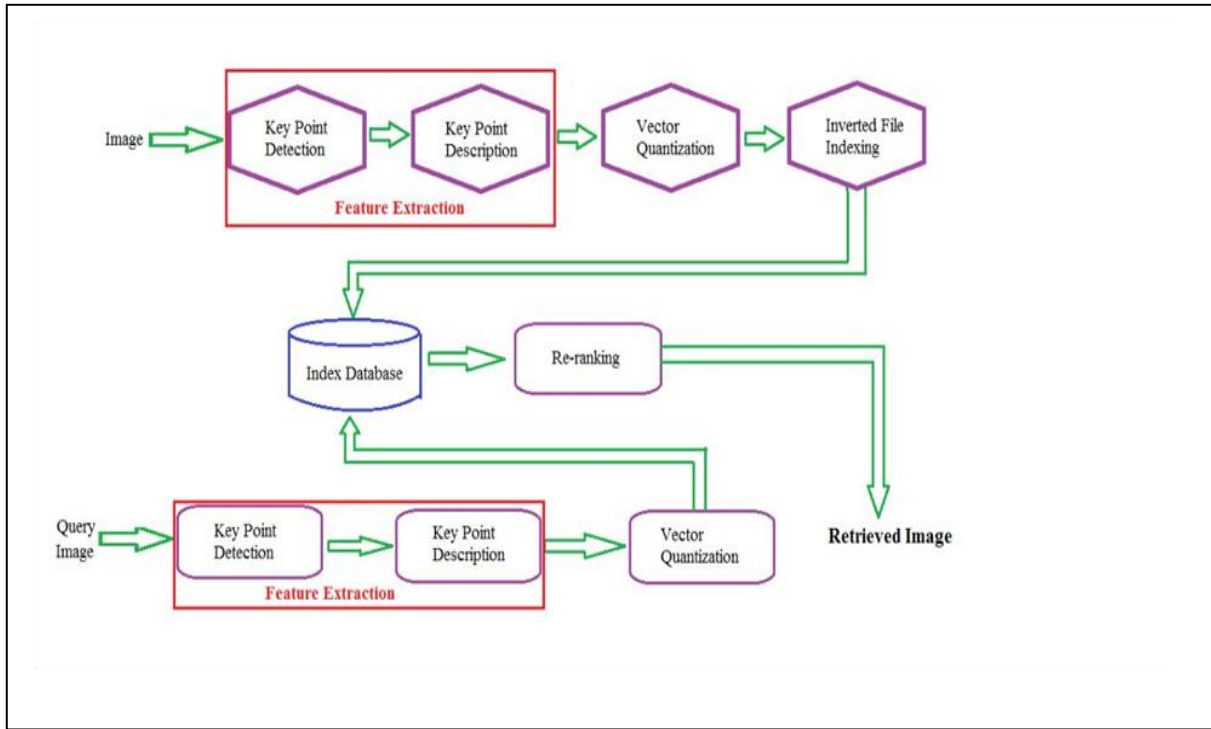 Image
Key Point
Detection
Key Point
Description
Feature Extraction
Vector
Quantization
Inverted File
Indexing
Index Database
Re-ranking
Query
Image
Key Point
Detection
Key Point
Description
Feature Extraction
Vector
Quantization
Retrieved Image